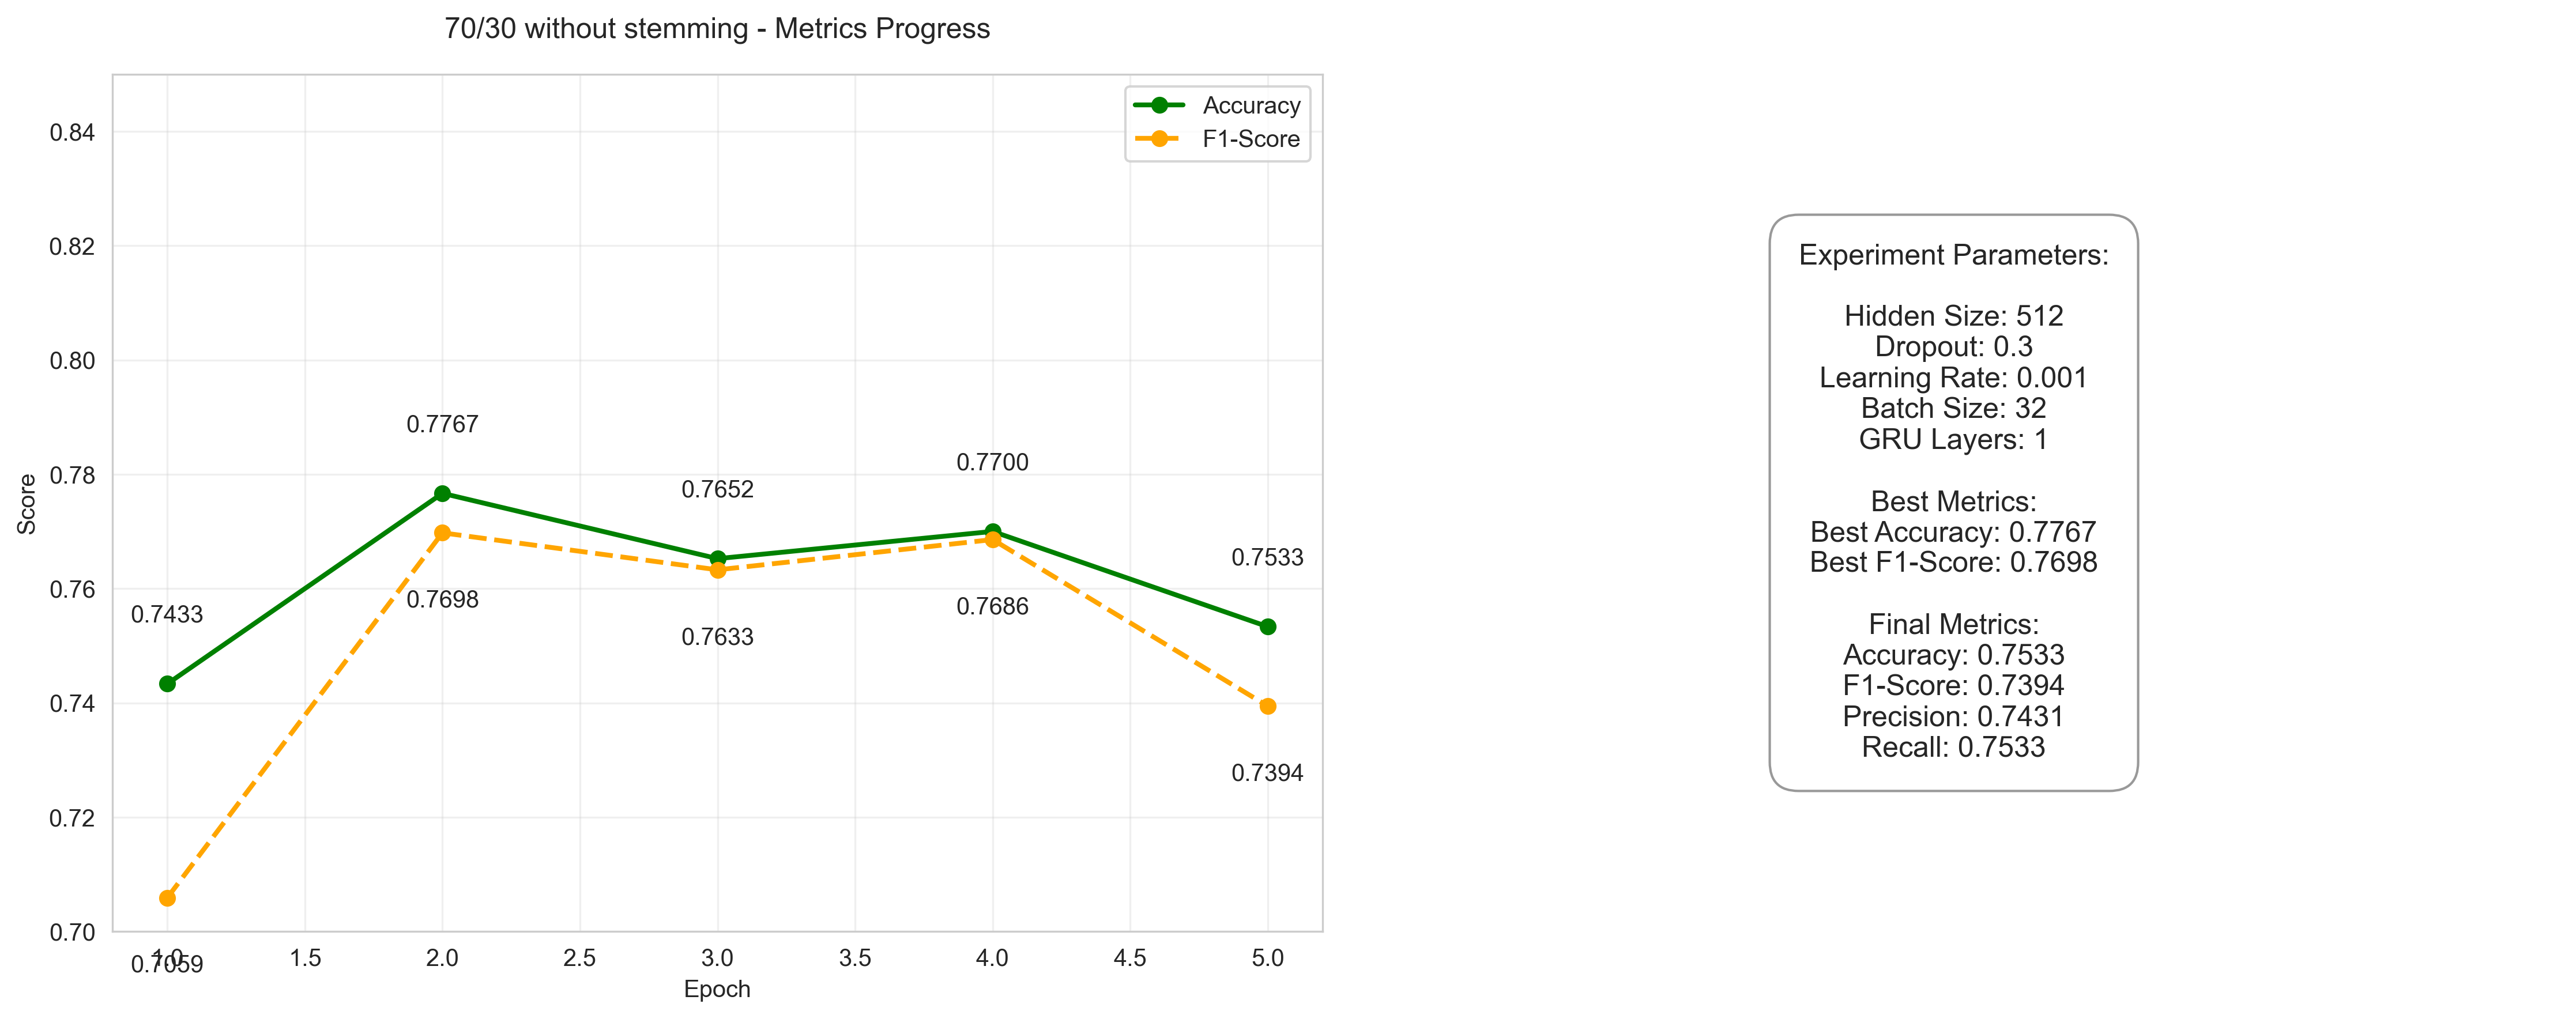 70/30 without stemming - Metrics Progress
Accuracy
F1-Score
0.84
0.82
0.80
0.78
0.76
0.74
0.72
0.70
Score
0.7433
0.7767
0.7652
0.7700
0.7533
0.7059
0.7698
0.7633
0.7686
0.7394
1.0
1.5
2.0
2.5
3.0
3.5
4.0
4.5
5.0
Epoch
Experiment Parameters:
Hidden Size: 512
Dropout: 0.3
Learning Rate: 0.001
Batch Size: 32
GRU Layers: 1
Best Metrics:
Best Accuracy: 0.7767
Best F1-Score: 0.7698
Final Metrics:
Accuracy: 0.7533
F1-Score: 0.7394
Precision: 0.7431
Recall: 0.7533